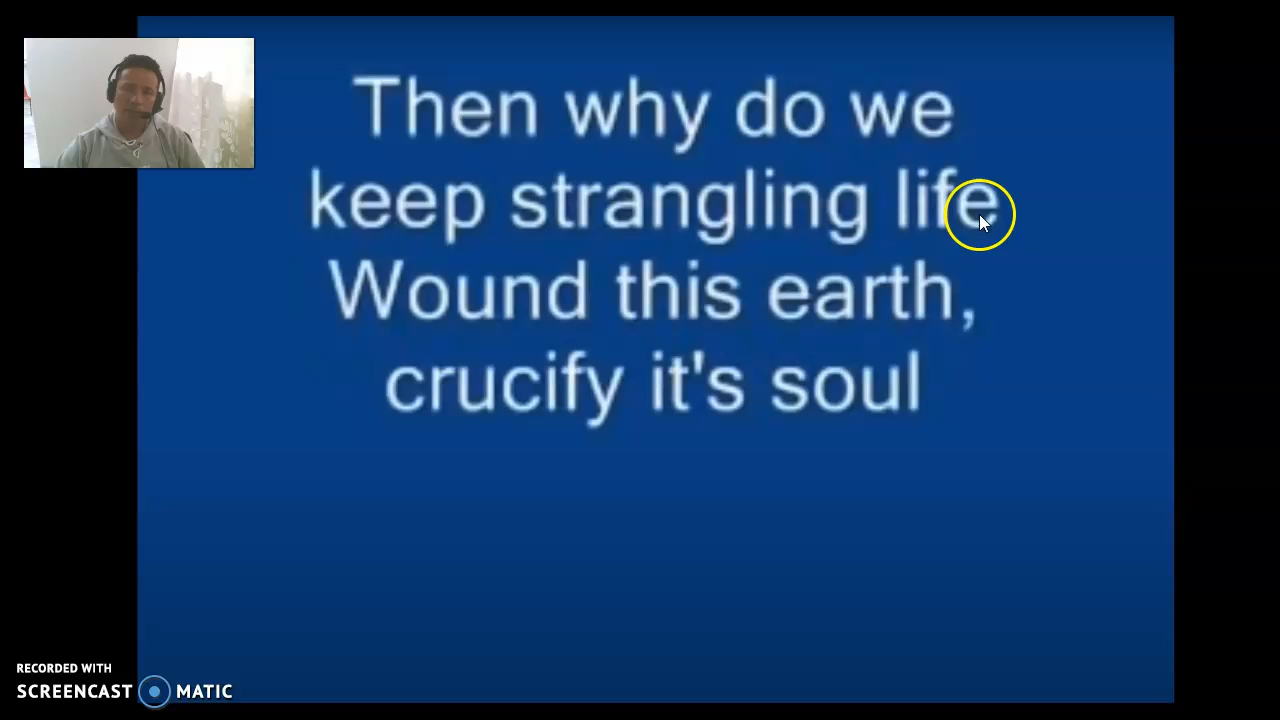 Then why do we
keep strangling life
Wound this earth,
crucify it's soul
RECORDED WITH
SCREENCAST MATIC